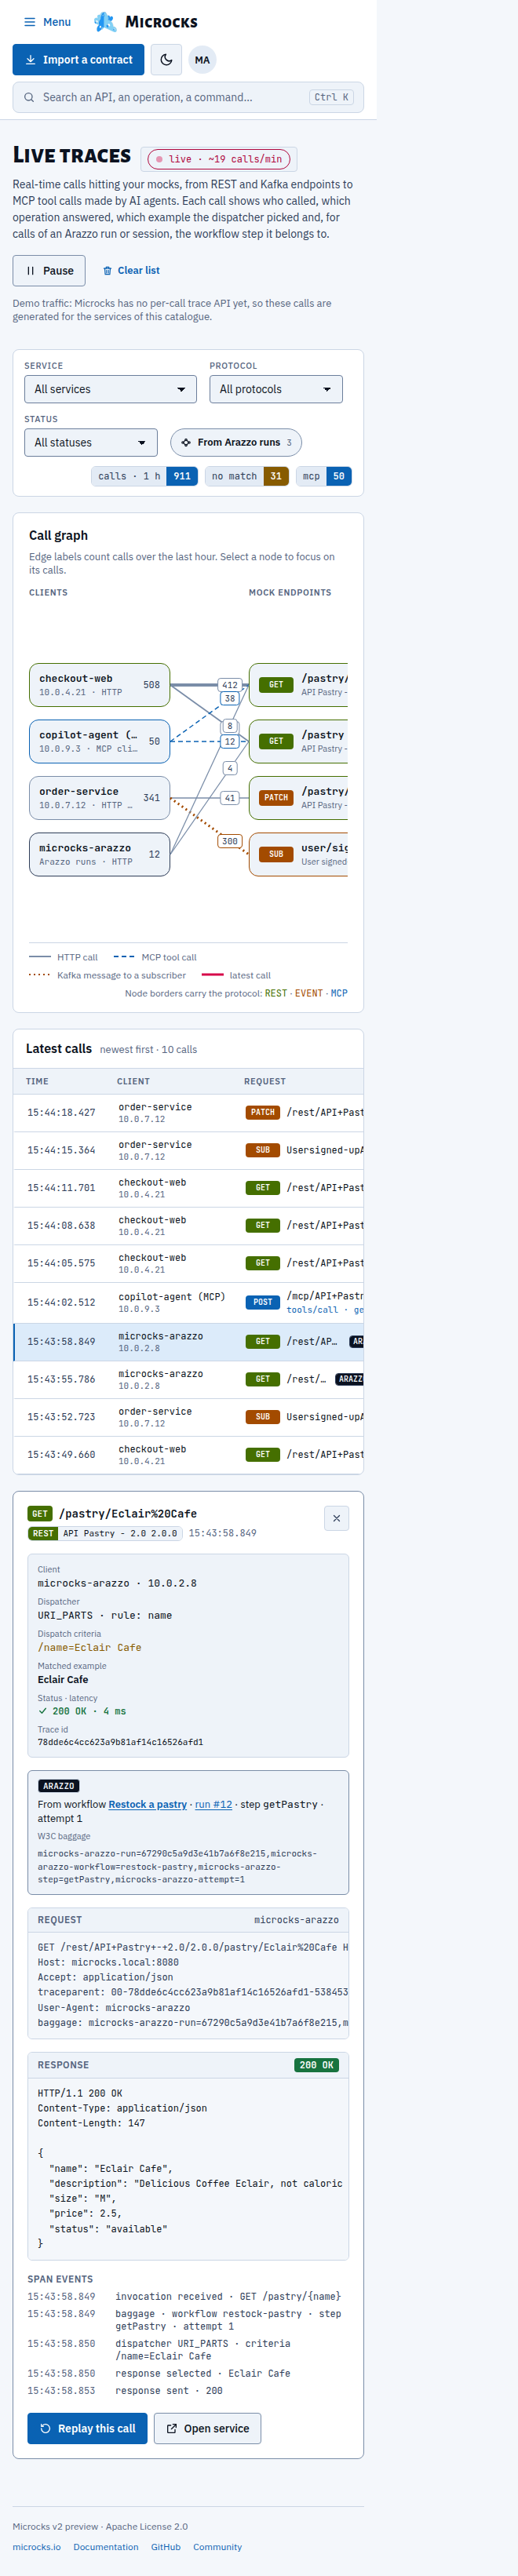 Menu
Microcks
Import a contract
MA
Search an API, an operation, a command...
Ctrl K
Live traces
live · ~19 calls/min
Real-time calls hitting your mocks, from REST and Kafka endpoints to
MCP tool calls made by AI agents. Each call shows who called, which
operation answered, which example the dispatcher picked and, for
calls of an Arazzo run or session, the workflow step it belongs to.
Pause
Clear list
Demo traffic: Microcks has no per-call trace API yet, so these calls are
generated for the services of this catalogue.
SERVICE
PROTOCOL
All services
All protocols
STATUS
All statuses
From Arazzo runs 3
calls · 1 h 911
no match 31
mcp 50
Call graph
Edge labels count calls over the last hour. Select a node to focus on
its calls.
CLIENTS
MOCK ENDPOINTS
checkout-web
10.0.4.21 · HTTP
508
412
38
GET
/pastry/
API Pastry -
copilot-agent (…
10.0.9.3 · MCP cli…
50
8
12
GET
/pastry
API Pastry -
4
order-service
10.0.7.12 · HTTP …
341
41
PATCH
/pastry/
API Pastry -
microcks-arazzo
Arazzo runs · HTTP
12
300
SUB
user/sig
User signed
HTTP call
MCP tool call
Kafka message to a subscriber
latest call
Node borders carry the protocol: REST · EVENT · MCP
Latest calls newest first · 10 calls
TIME CLIENT REQUEST
15:44:18.427 order-service PATCH /rest/API+Past
10.0.7.12
15:44:15.364 order-service SUB Usersigned-upA
10.0.7.12
15:44:11.701 checkout-web GET /rest/API+Past
10.0.4.21
15:44:08.638 checkout-web GET /rest/API+Past
10.0.4.21
15:44:05.575 checkout-web GET /rest/API+Past
10.0.4.21
15:44:02.512 copilot-agent (MCP) POST /mcp/API+Pastr
10.0.9.3 tools/call · ge
15:43:58.849 microcks-arazzo GET /rest/AP… AR
10.0.2.8
15:43:55.786 microcks-arazzo GET /rest/… ARAZZ
10.0.2.8
15:43:52.723 order-service SUB Usersigned-upA
10.0.7.12
15:43:49.660 checkout-web GET /rest/API+Past
10.0.4.21
GET /pastry/Eclair%20Cafe
REST API Pastry - 2.0 2.0.0 15:43:58.849
Client
microcks-arazzo · 10.0.2.8
Dispatcher
URI_PARTS · rule: name
Dispatch criteria
/name=Eclair Cafe
Matched example
Eclair Cafe
Status · latency
200 OK · 4 ms
Trace id
78dde6c4cc623a9b81af14c16526afd1
ARAZZO
From workflow Restock a pastry · run #12 · step getPastry ·
attempt 1
W3C baggage
microcks-arazzo-run=67290c5a9d3e41b7a6f8e215,microcks-
arazzo-workflow=restock-pastry,microcks-arazzo-
step=getPastry,microcks-arazzo-attempt=1
REQUEST
microcks-arazzo
GET /rest/API+Pastry+-+2.0/2.0.0/pastry/Eclair%20Cafe H
Host: microcks.local:8080
Accept: application/json
traceparent: 00-78dde6c4cc623a9b81af14c16526afd1-538453
User-Agent: microcks-arazzo
baggage: microcks-arazzo-run=67290c5a9d3e41b7a6f8e215,m
RESPONSE
200 OK
HTTP/1.1 200 OK
Content-Type: application/json
Content-Length: 147
{
"name": "Eclair Cafe",
"description": "Delicious Coffee Eclair, not caloric
"size": "M",
"price": 2.5,
"status": "available"
}
SPAN EVENTS
15:43:58.849 invocation received · GET /pastry/{name}
15:43:58.849 baggage · workflow restock-pastry · step
getPastry · attempt 1
15:43:58.850 dispatcher URI_PARTS · criteria
/name=Eclair Cafe
15:43:58.850 response selected · Eclair Cafe
15:43:58.853 response sent · 200
Replay this call
Open service
Microcks v2 preview · Apache License 2.0
microcks.io Documentation GitHub Community